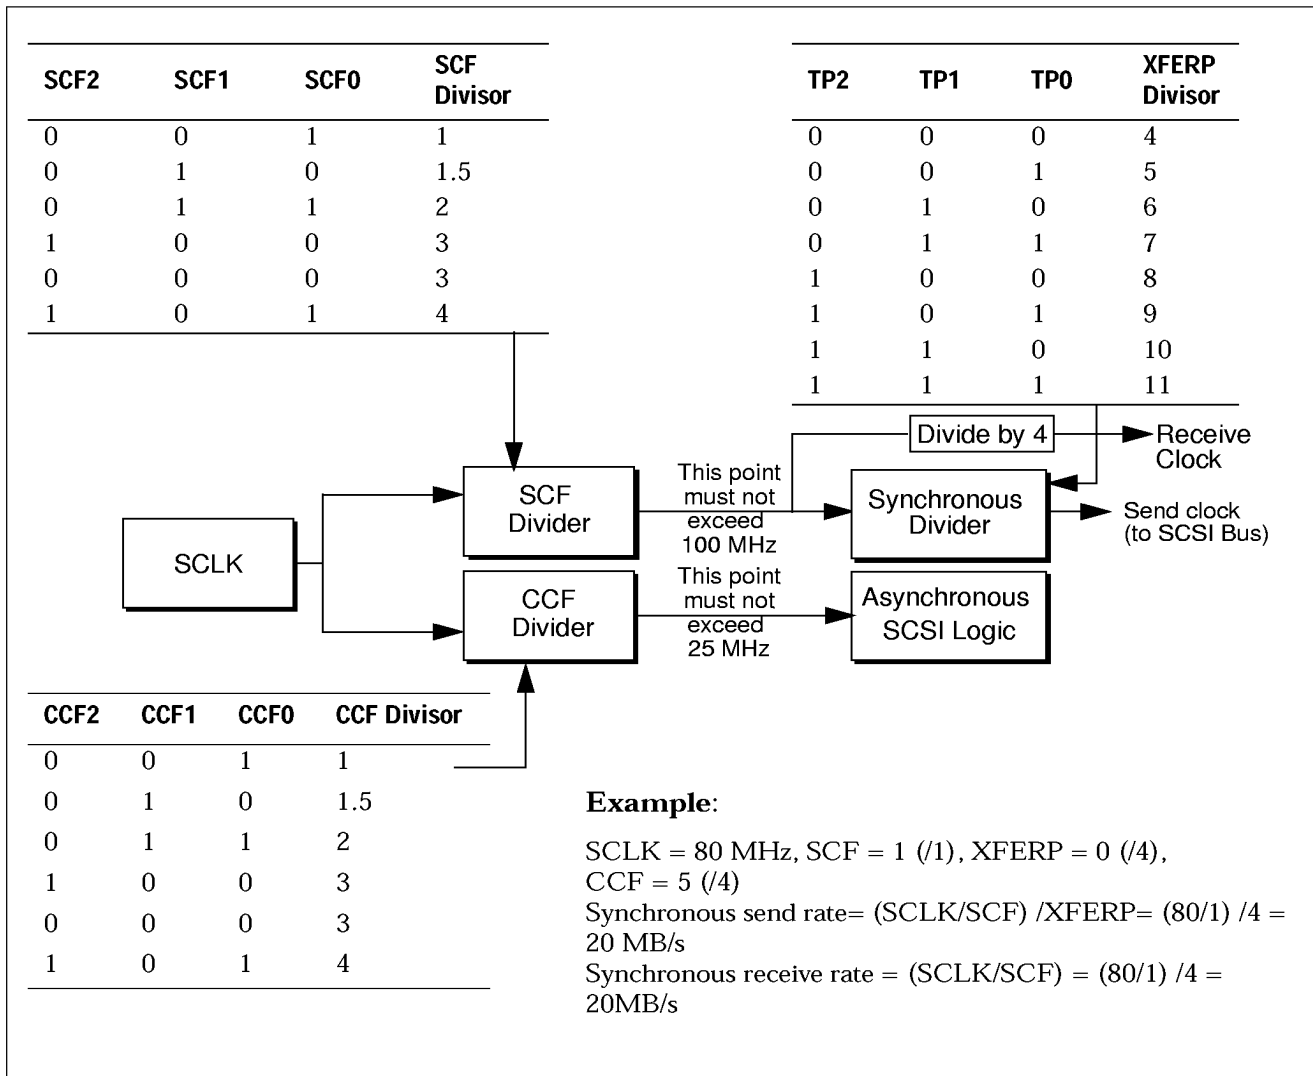 SCF2 SCF1 SCF0 SCF Divisor
0 0 1 1
0 1 0 1.5
0 1 1 2
1 0 0 3
0 0 0 3
1 0 1 4
TP2 TP1 TP0 XFERP Divisor
0 0 0 4
0 0 1 5
0 1 0 6
0 1 1 7
1 0 0 8
1 0 1 9
1 1 0 10
1 1 1 11
Divide by 4
Receive
Clock
SCF
Divider
This point
must not
exceed
100 MHz
Synchronous
Divider
Send clock
(to SCSI Bus)
SCLK
CCF
Divider
This point
must not
exceed
25 MHz
Asynchronous
SCSI Logic
CCF2 CCF1 CCF0 CCF Divisor
0 0 1 1
0 1 0 1.5
0 1 1 2
1 0 0 3
0 0 0 3
1 0 1 4
Example:
SCLK = 80 MHz, SCF = 1 (/1), XFERP = 0 (/4),
CCF = 5 (/4)
Synchronous send rate= (SCLK/SCF) /XFERP= (80/1) /4 =
20 MB/s
Synchronous receive rate = (SCLK/SCF) = (80/1) /4 =
20MB/s